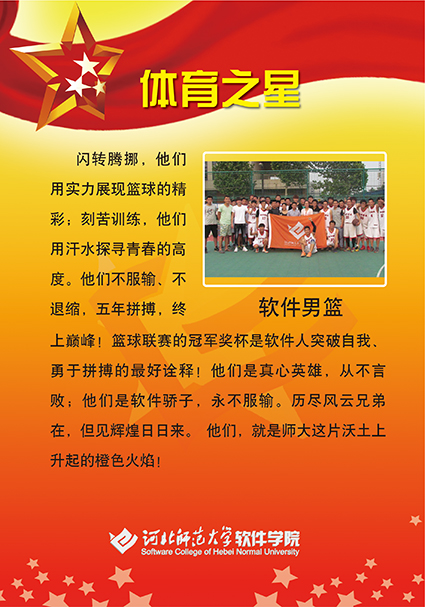 体育之星
闪转腾挪，他们
用实力展现篮球的精
彩；刻苦训练，他们
用汗水探寻青春的高
度。他们不服输、不
退缩，五年拼搏，终
软件男篮
上巅峰！篮球联赛的冠军奖杯是软件人突破自我、
勇于拼搏的最好诠释！他们是真心英雄，从不言
败；他们是软件骄子，永不服输。历尽风云兄弟
在，但见辉煌日日来。 他们，就是师大这片沃土上
升起的橙色火焰！
河北师范大学软件学院
Software College of Hebei Normal University